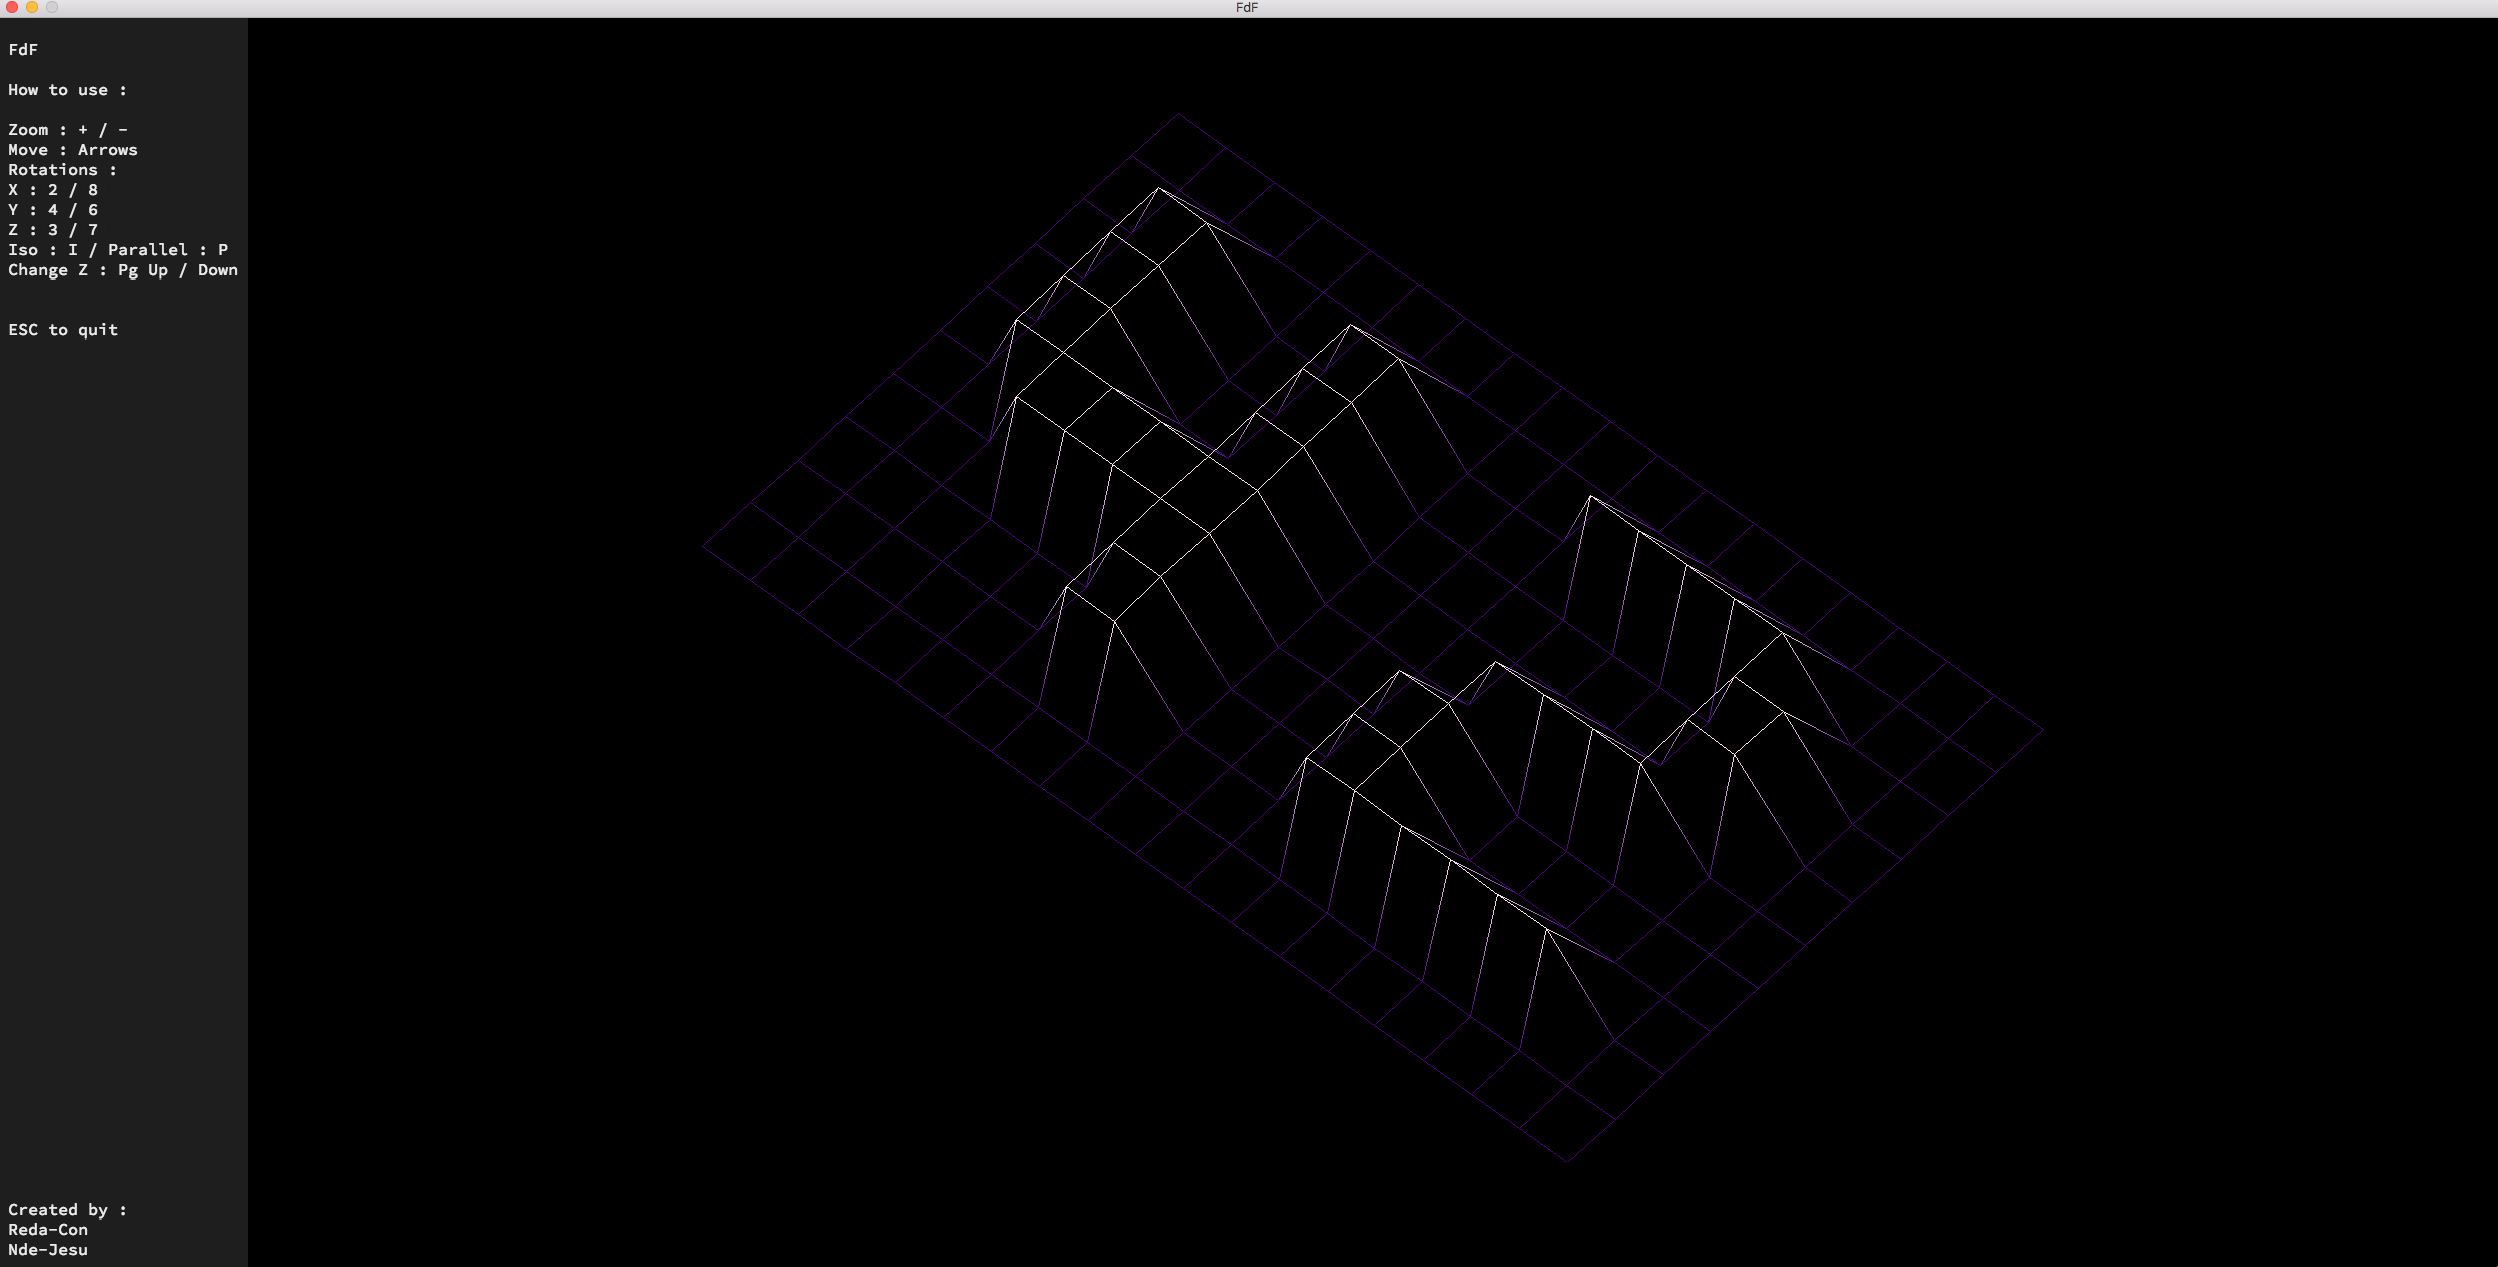 FdF
FdF
How to use :
Zoom : + / -
Move : Arrows
Rotations :
X : 2 / 8
Y : 4 / 6
Z : 3 / 7
Iso : I / Parallel : P
Change Z : Pg Up / Down
ESC to quit
Created by :
Reda-Con
Nde-Jesu